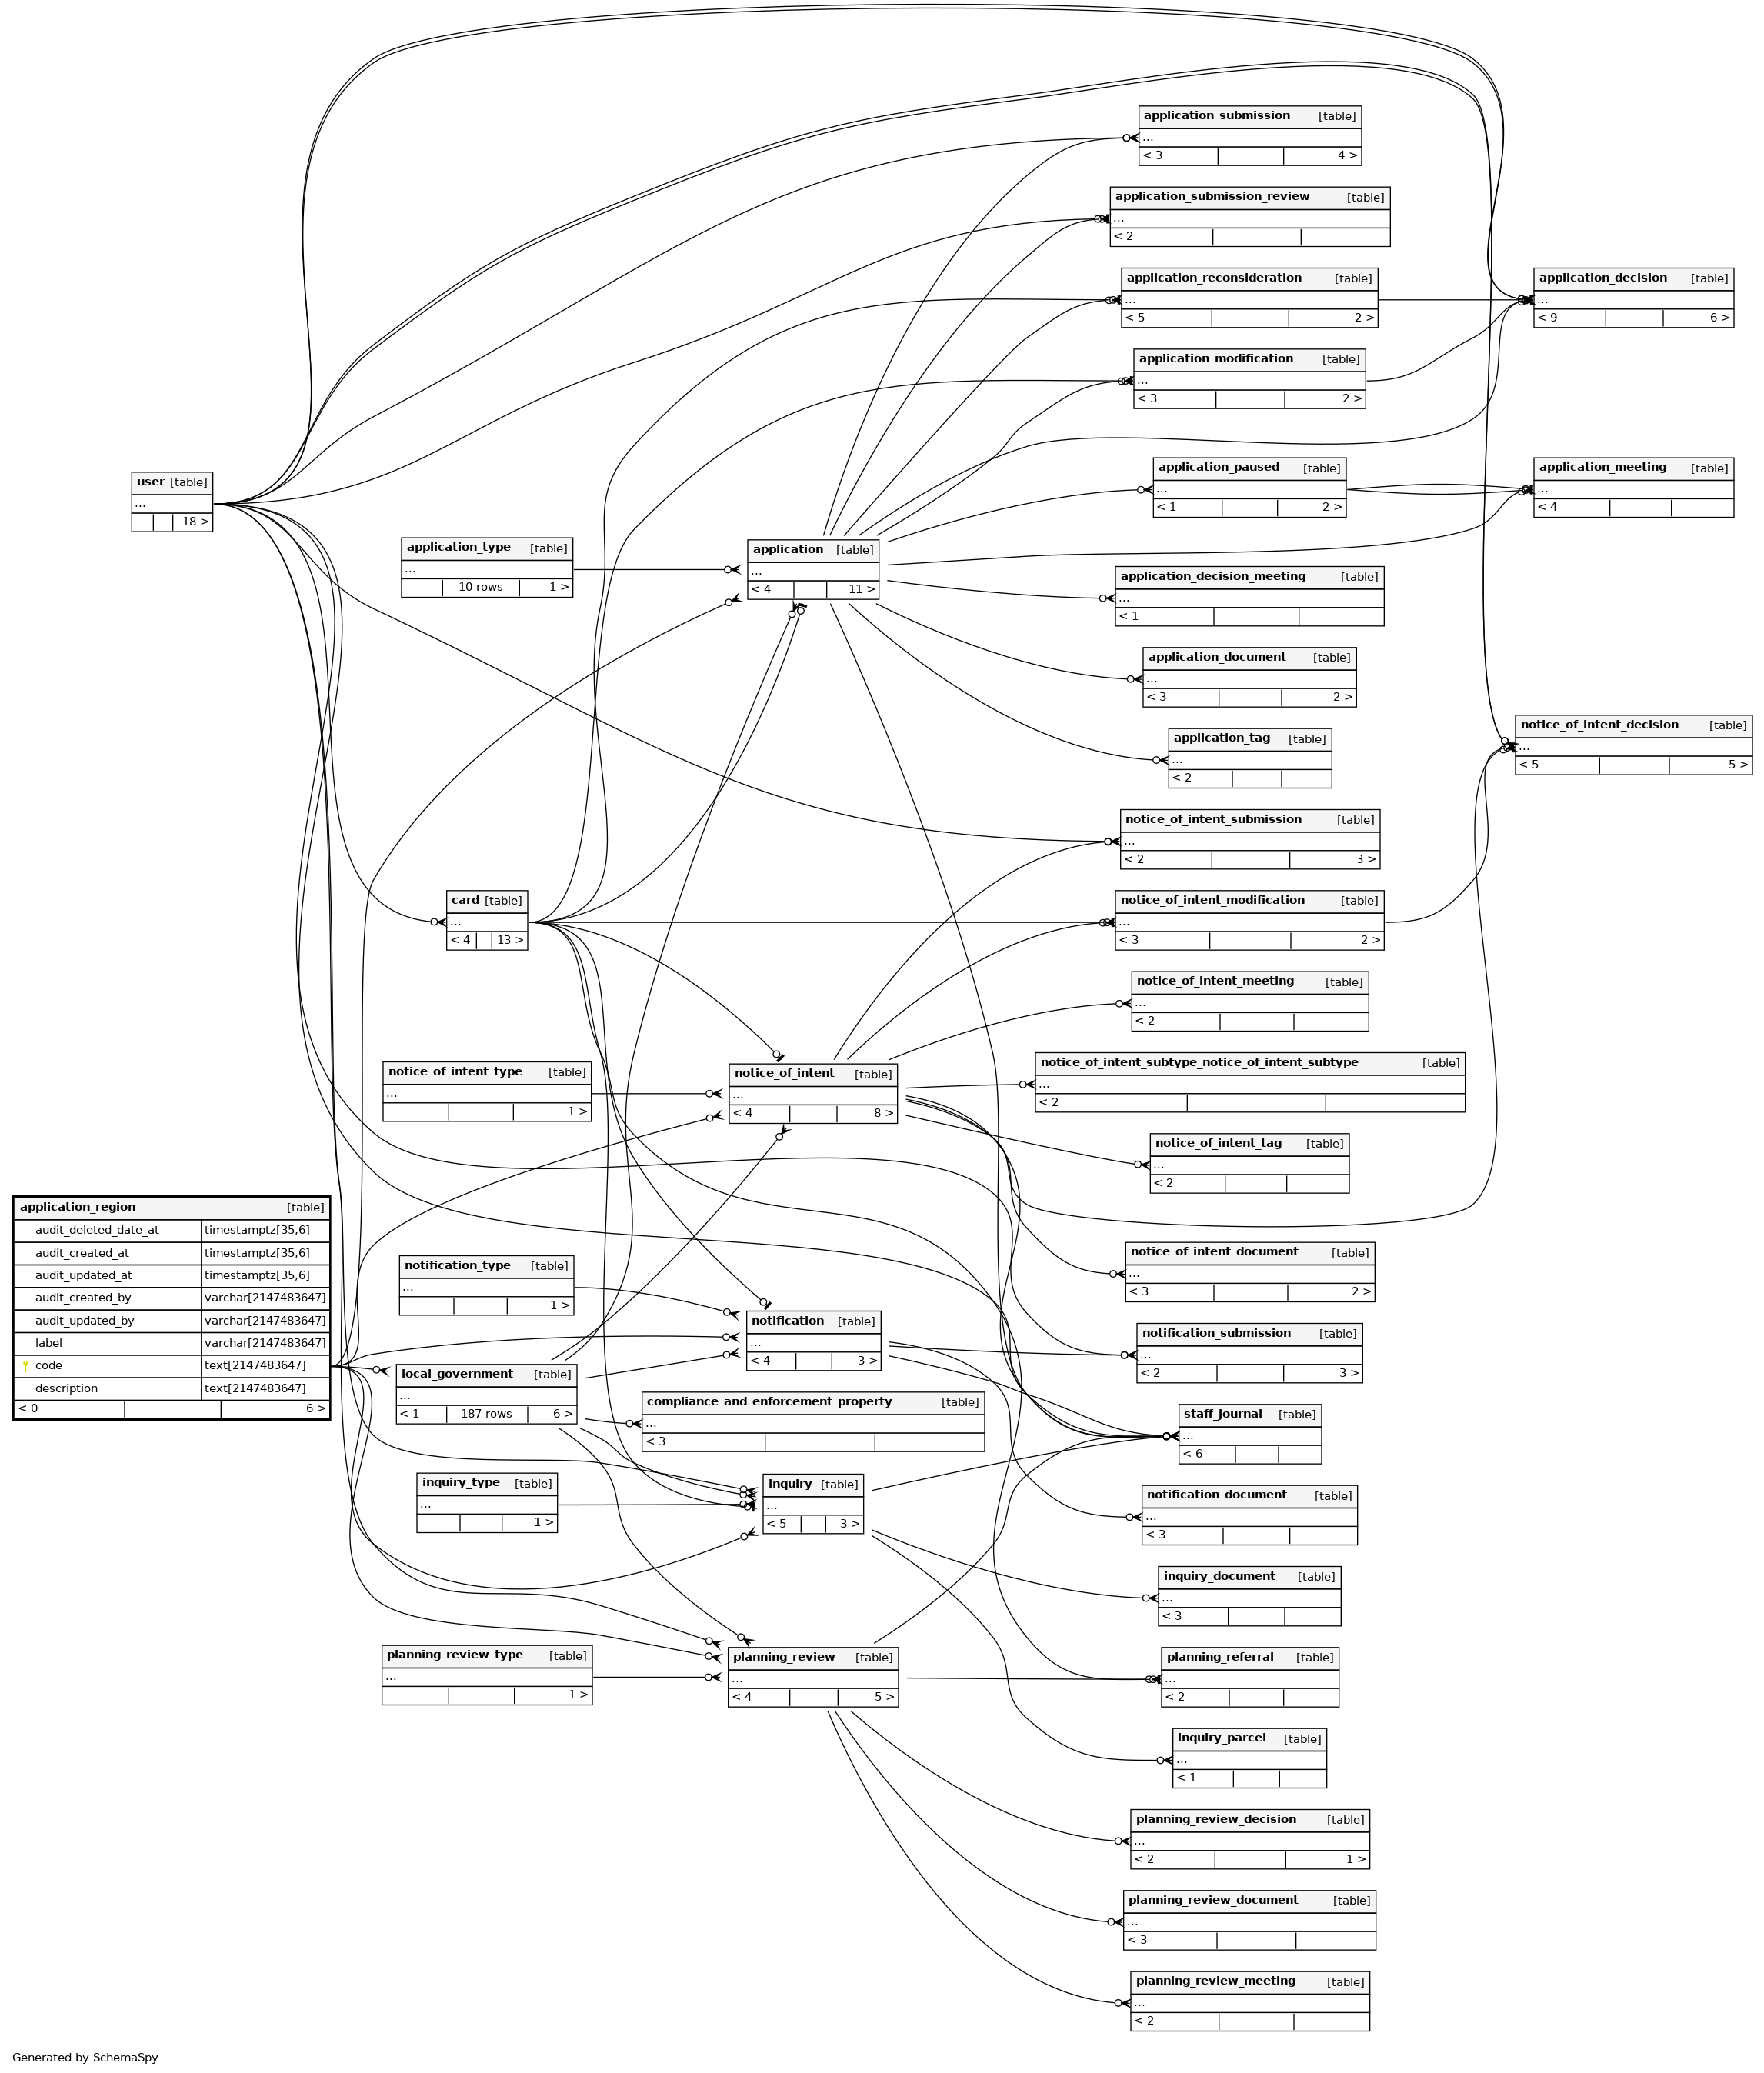 application_submission [table]
...
< 3 4 >
application_submission_review [table]
...
< 2
application_reconsideration [table]
...
< 5 2 >
application_decision [table]
...
< 9 6 >
application_modification [table]
...
< 3 2 >
user [table]
...
18 >
application_paused [table]
...
< 1 2 >
application_meeting [table]
...
< 4
application_type [table]
...
10 rows 1 >
application [table]
...
< 4 11 >
application_decision_meeting [table]
...
< 1
application_document [table]
...
< 3 2 >
application_tag [table]
...
< 2
notice_of_intent_decision [table]
...
< 5 5 >
notice_of_intent_submission [table]
...
< 2 3 >
card [table]
...
< 4 13 >
notice_of_intent_modification [table]
...
< 3 2 >
notice_of_intent_meeting [table]
...
< 2
notice_of_intent_type [table]
...
1 >
notice_of_intent [table]
...
< 4 8 >
notice_of_intent_subtype_notice_of_intent_subtype [table]
...
< 2
notice_of_intent_tag [table]
...
< 2
application_region [table]
audit_deleted_date_at timestamptz[35,6]
audit_created_at timestamptz[35,6]
audit_updated_at timestamptz[35,6]
audit_created_by varchar[2147483647]
audit_updated_by varchar[2147483647]
label varchar[2147483647]
code text[2147483647]
description text[2147483647]
< 0 6 >
notification_type [table]
...
1 >
notice_of_intent_document [table]
...
< 3 2 >
notification [table]
...
< 4 3 >
notification_submission [table]
...
< 2 3 >
local_government [table]
...
< 1 187 rows 6 >
compliance_and_enforcement_property [table]
...
< 3
staff_journal [table]
...
< 6
inquiry_type [table]
...
1 >
inquiry [table]
...
< 5 3 >
notification_document [table]
...
< 3
inquiry_document [table]
...
< 3
planning_review_type [table]
...
1 >
planning_review [table]
...
< 4 5 >
planning_referral [table]
...
< 2
inquiry_parcel [table]
...
< 1
planning_review_decision [table]
...
< 2 1 >
planning_review_document [table]
...
< 3
planning_review_meeting [table]
...
< 2
Generated by SchemaSpy